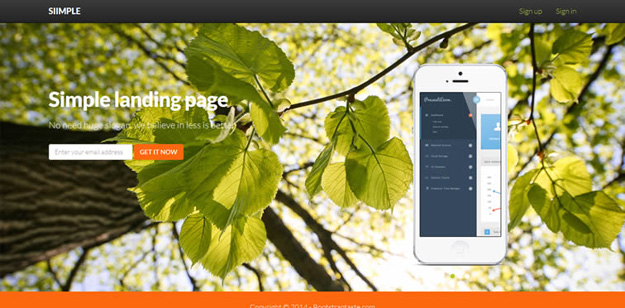 SIIMPLE
Sign up
Sign in
Simple landing page
No need huge slogan, we believe in less is better
Enter your email address
GET IT NOW
Copyright © 2014 - Bootstraptaste.com